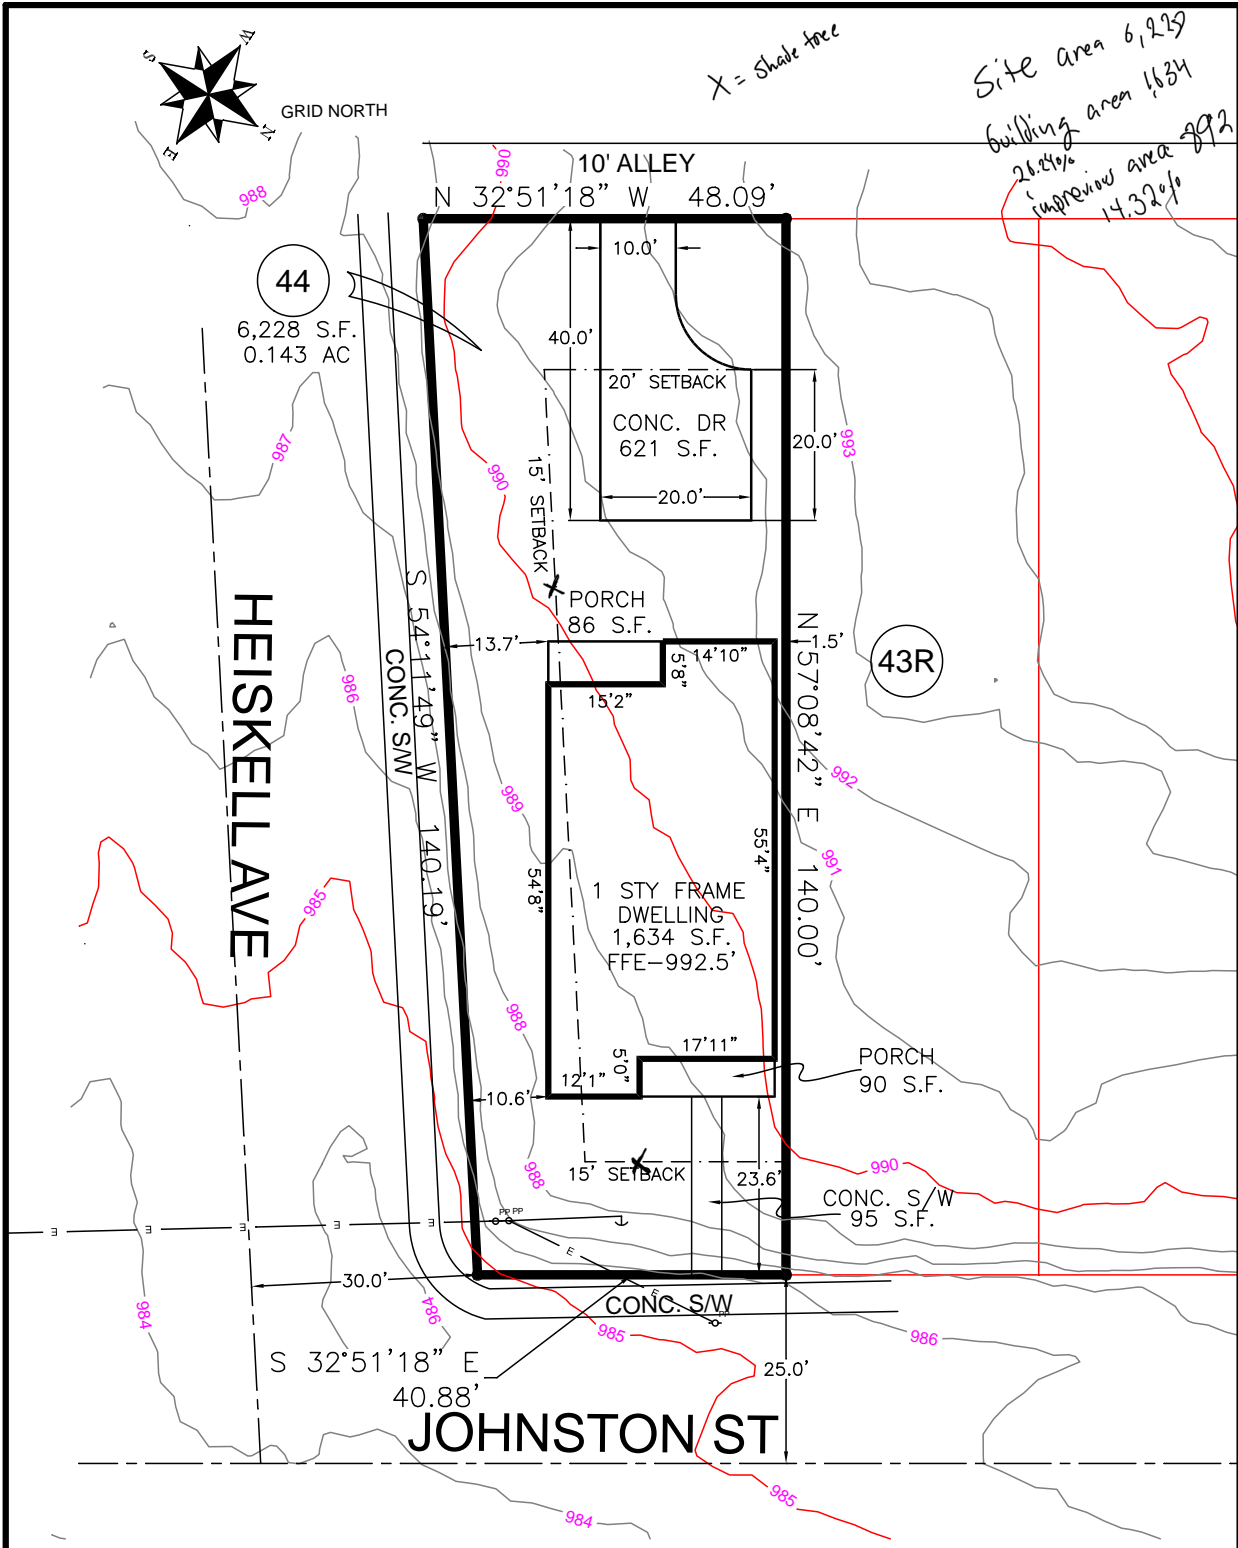 X = shade tree
Site area 6,229
building area 1,634
26.24%
impervious area 892
14.32%
S
W
E
N
GRID NORTH
988
990
10' ALLEY
N 32°51'18" W 48.09'
44
6,228 S.F.
0.143 AC
10.0'
40.0'
20' SETBACK
CONC. DR
621 S.F.
20.0'
20.0'
993
987
990
15' SETBACK
X
PORCH
86 S.F.
13.7'
14'10"
5'8"
15'2"
1.5'
43R
HEISKELL AVE
CONC. S/W
S 54°11'49" W 140.19'
N 57°08'42" E 140.00'
986
989
992
991
985
54'8"
55'4"
1 STY FRAME
DWELLING
1,634 S.F.
FFE-992.5'
988
17'11"
5'0"
12'1"
10.6'
PORCH
90 S.F.
15' SETBACK
X
988
23.6'
990
CONC. S/W
95 S.F.
PP PP
E E E E E
E
E
PP
30.0'
CONC. S/W
984
984
985
986
S 32°51'18" E
40.88'
25.0'
JOHNSTON ST
985
984